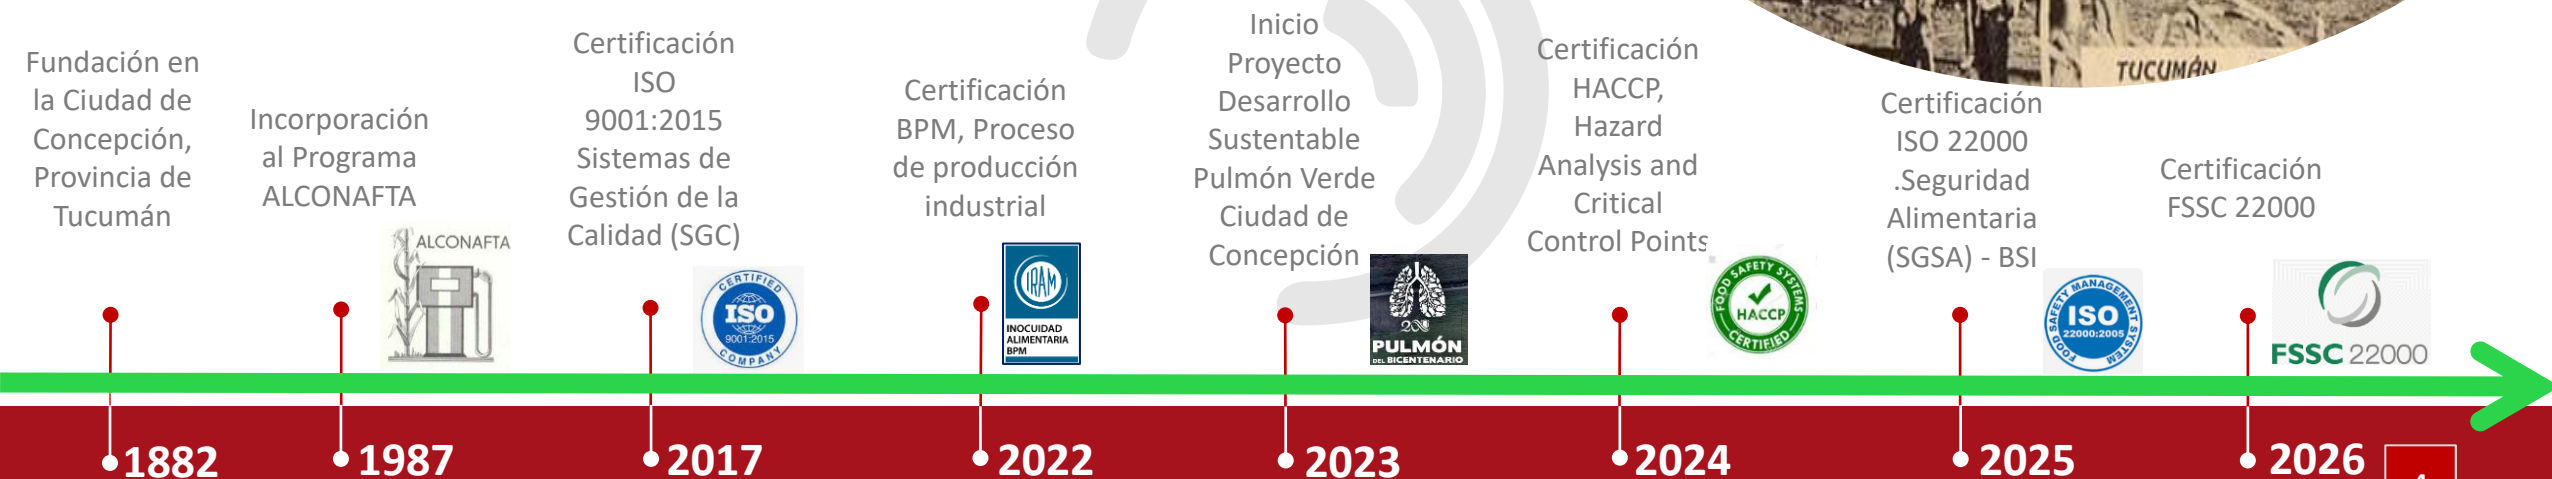 Fundación en
la Ciudad de
Concepción,
Provincia de
Tucumán
1882
Incorporación
al Programa
ALCONAFTA
ALCONAFTA
1987
Certificación
ISO
9001:2015
Sistemas de
Gestión de la
Calidad (SGC)
CERTIFIED
ISO
9001:2015
COMPANY
2017
Certificación
BPM, Proceso
de producción
industrial
IRAM
INOCUIDAD
ALIMENTARIA
BPM
2022
Inicio
Proyecto
Desarrollo
Sustentable
Pulmón Verde
Ciudad de
Concepción
200
PULMÓN
DEL BICENTENARIO
2023
Certificación
HACCP,
Hazard
Analysis and
Critical
Control Points
FOOD SAFETY SYSTEMS
HACCP
CERTIFIED
2024
TUCUMÁN
Certificación
ISO 22000
.Seguridad
Alimentaria
(SGSA) - BSI
FOOD SAFETY MANAGEMENT SYSTEM
ISO
22000:2005
2025
Certificación
FSSC 22000
FSSC 22000
2026